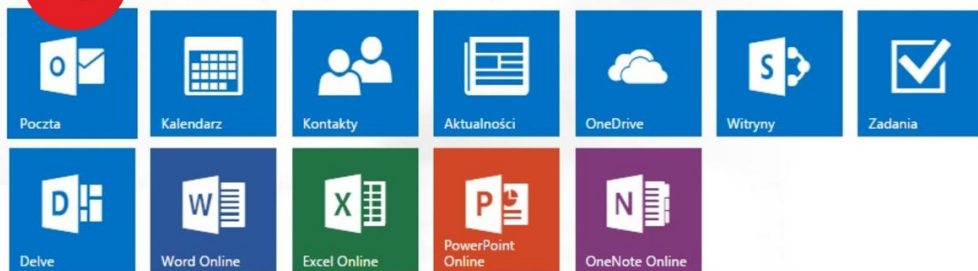 O
S
Poczta
Kalendarz
Kontakty
Aktualności
OneDrive
Witryny
Zadania
D
W
X
P
N
Delve
Word Online
Excel Online
PowerPoint
Online
OneNote Online